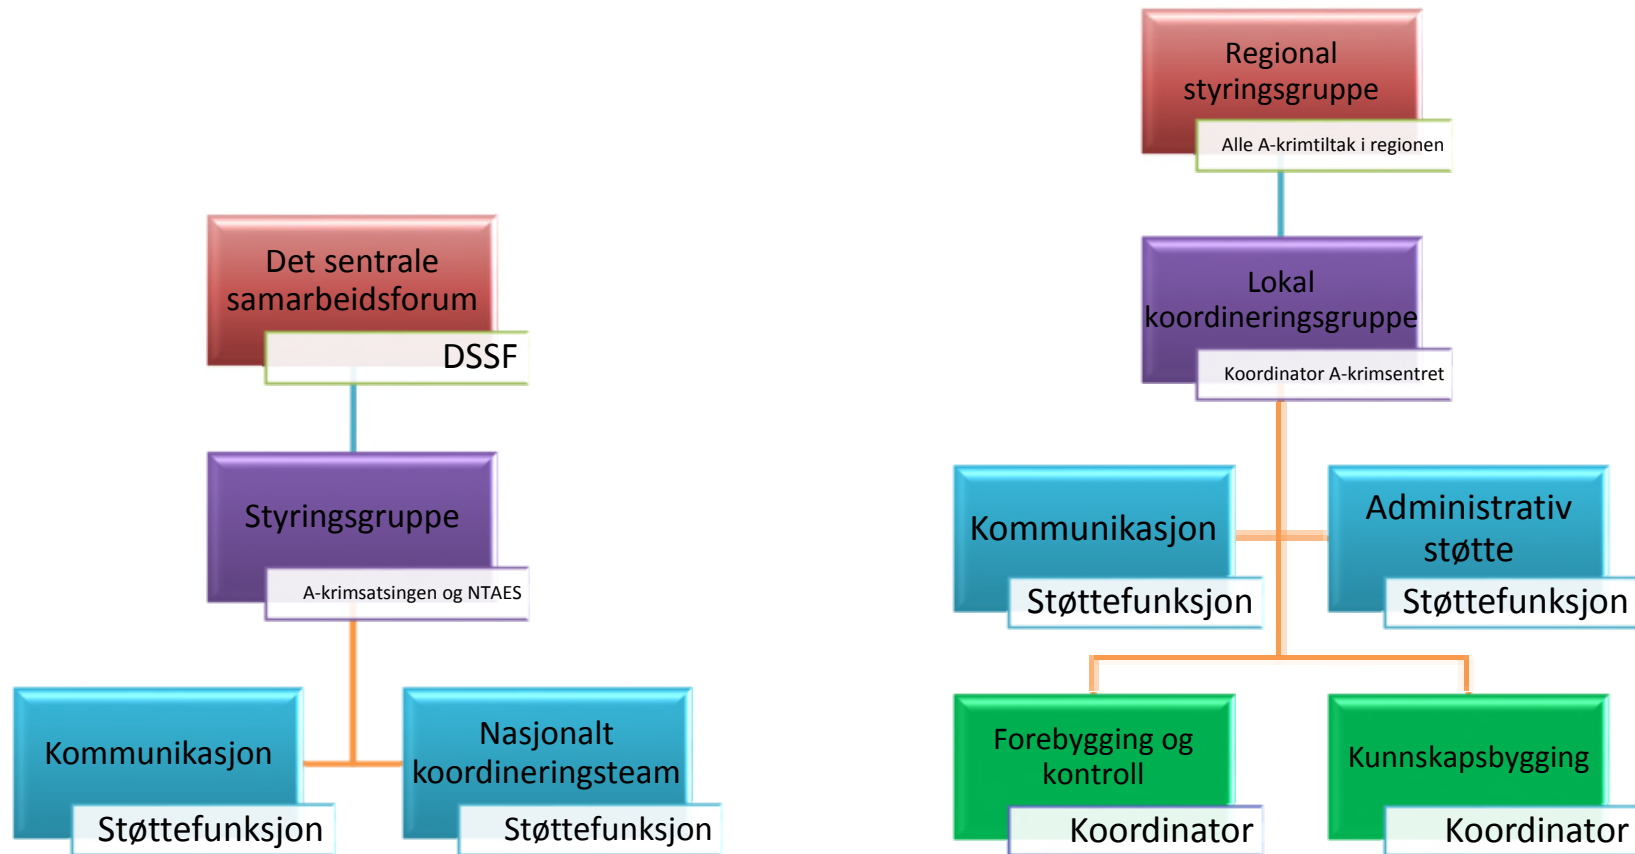 Det sentrale
samarbeidsforum
DSSF
Styringsgruppe
A-krimsatsingen og NTAES
Kommunikasjon
Støttefunksjon
Nasjonalt
koordineringsteam
Støttefunksjon
Regional
styringsgruppe
Alle A-krimtiltak i regionen
Lokal
koordineringsgruppe
Koordinator A-krimsentret
Kommunikasjon
Støttefunksjon
Administrativ
støtte
Støttefunksjon
Forebygging og
kontroll
Koordinator
Kunnskapsbygging
Koordinator